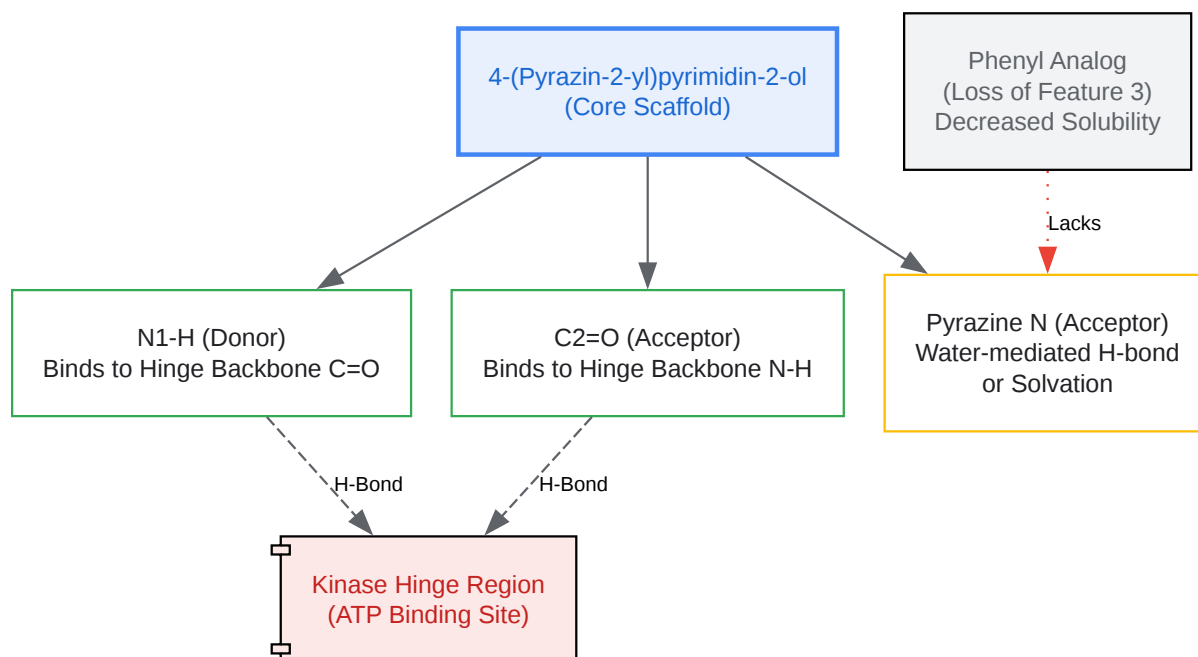 4-(Pyrazin-2-yl)pyrimidin-2-ol
(Core Scaffold)
Phenyl Analog
(Loss of Feature 3)
Decreased Solubility
Lacks
N1-H (Donor)
Binds to Hinge Backbone C=O
C2=O (Acceptor)
Binds to Hinge Backbone N-H
Pyrazine N (Acceptor)
Water-mediated H-bond
or Solvation
H-Bond
H-Bond
Kinase Hinge Region
(ATP Binding Site)